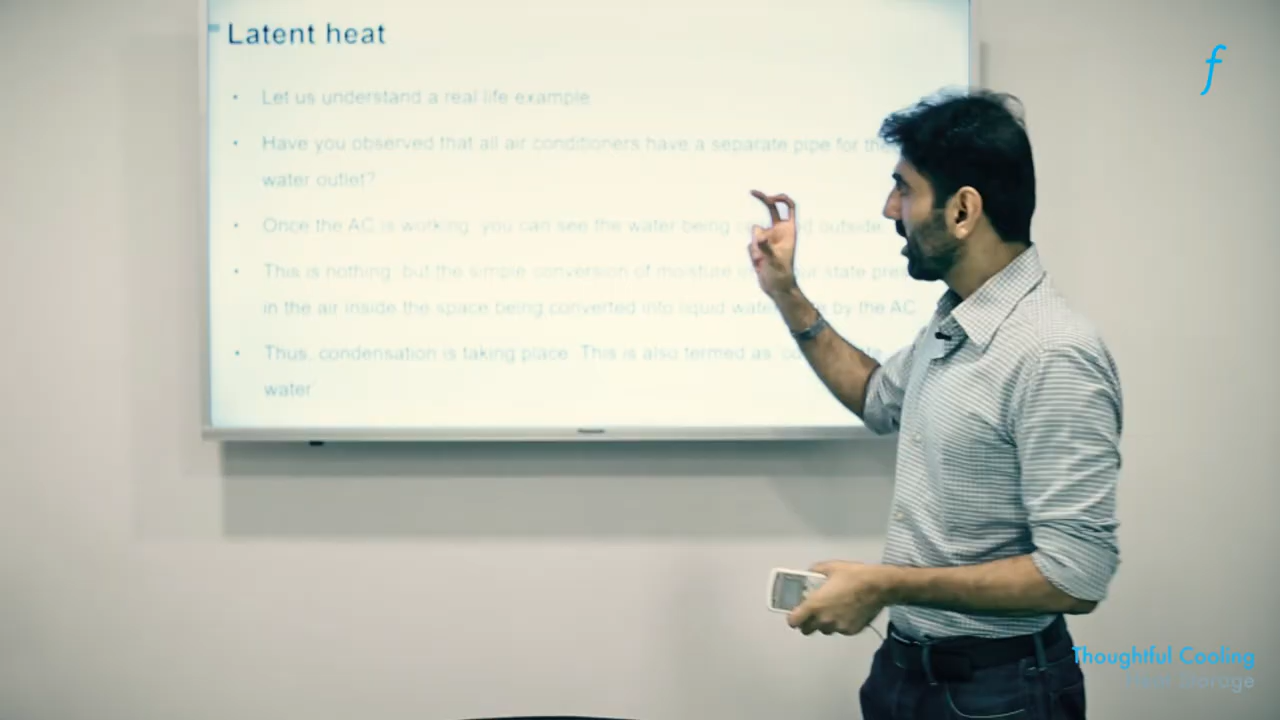 Latent heat
f
• Let us understand a real life example
• Have you observed that all air conditioners have a separate pipe for the
water outlet?
• Once the AC is working, you can see the water being outside.
• This is nothing, but the simple conversion of moisture state
in the air inside the space being converted into liquid water by the AC
• Thus, condensation is taking place. This is also termed as
water'
Thoughtful Cooling